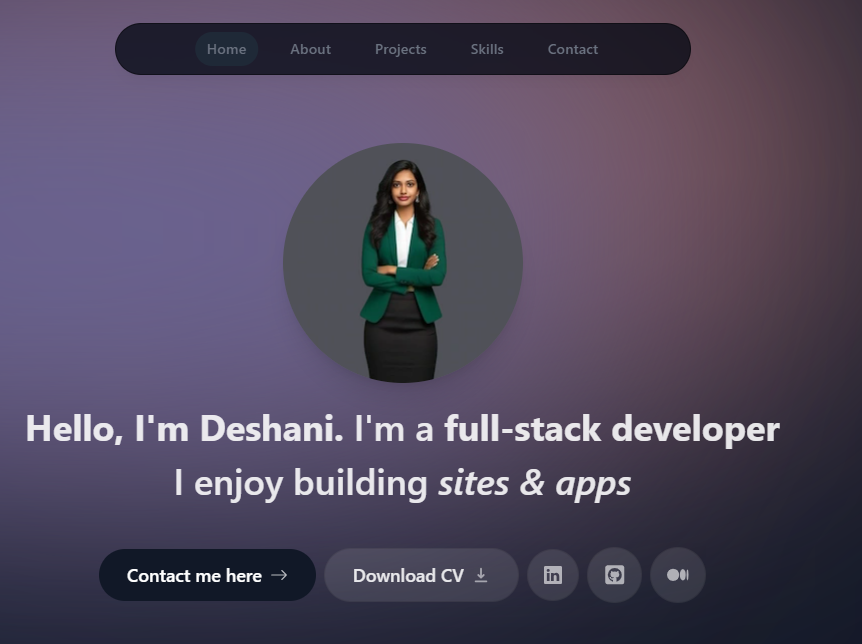 Home About Projects Skills Contact
Hello, I'm Deshani. I'm a full-stack developer
I enjoy building sites & apps
Contact me here → Download CV in